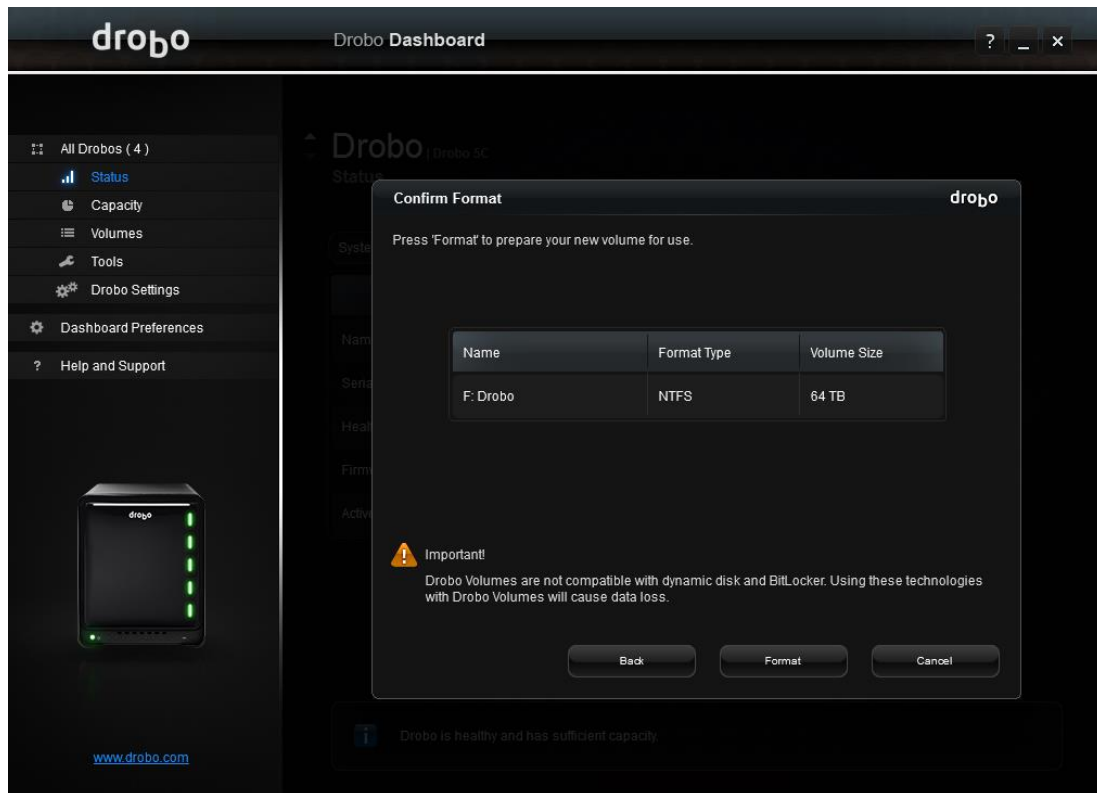 drobo
Drobo Dashboard
? _ ×
All Drobos ( 4 )
Status
Capacity
Volumes
Tools
Drobo Settings
Dashboard Preferences
? Help and Support
drobo
www.drobo.com
Drobo | Drobo 5C
Status
Confirm Format
drobo
Press 'Format' to prepare your new volume for use.
Name Format Type Volume Size
F: Drobo NTFS 64 TB
Important!
Drobo Volumes are not compatible with dynamic disk and BitLocker. Using these technologies
with Drobo Volumes will cause data loss.
Back Format Cancel
Drobo is healthy and has sufficient capacity.